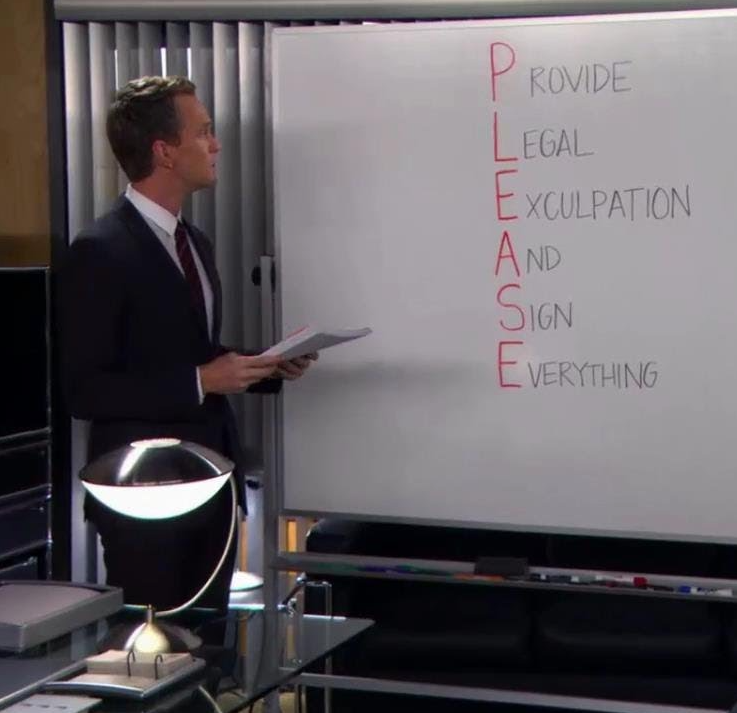 PROVIDE
LEGAL
EXCULPATION
AND
SIGN
EVERYTHING